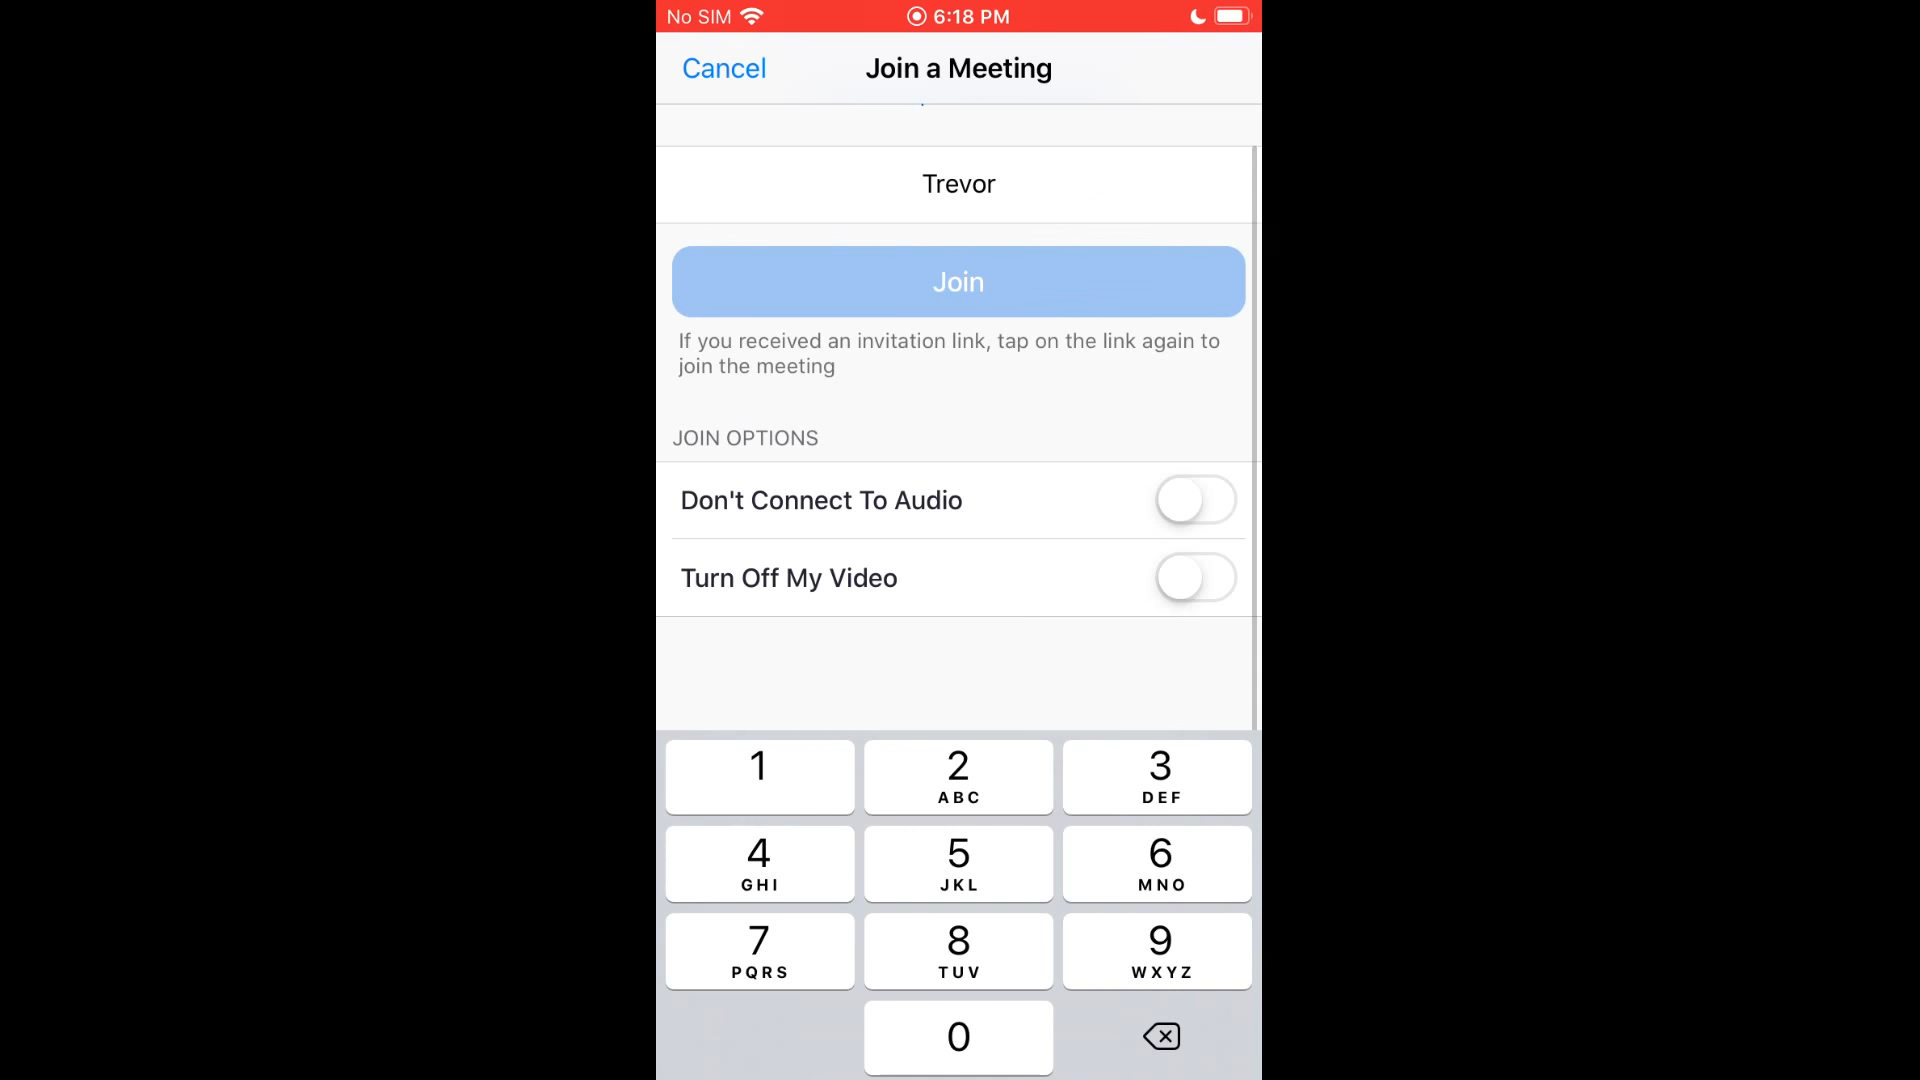 No SIM 6:18 PM
Cancel Join a Meeting
Trevor
Join
If you received an invitation link, tap on the link again to
join the meeting
JOIN OPTIONS
Don't Connect To Audio
Turn Off My Video
1 2 3
ABC DEF
4 5 6
GHI JKL MNO
7 8 9
PQRS TUV WXYZ
0